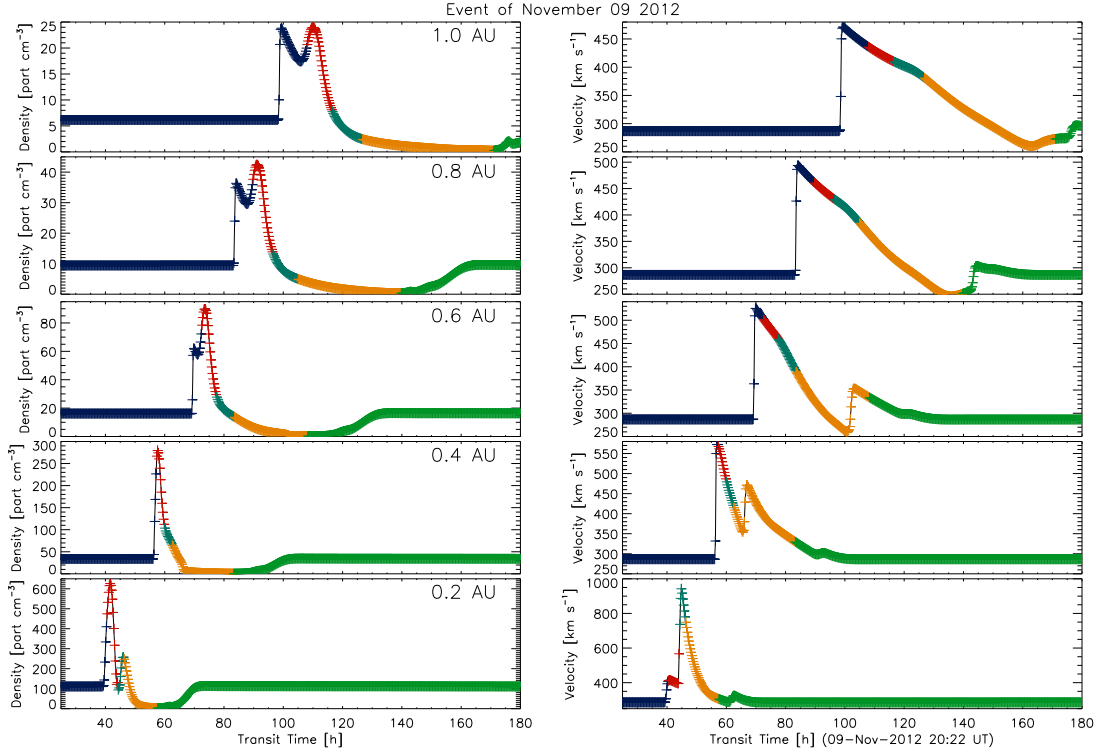 Event of November 09 2012
1.0 AU
Density [part cm⁻³]
25
20
15
10
5
0
Velocity [km s⁻¹]
450
400
350
300
250
0.8 AU
Density [part cm⁻³]
40
30
20
10
0
Velocity [km s⁻¹]
500
450
400
350
300
250
0.6 AU
Density [part cm⁻³]
80
60
40
20
0
Velocity [km s⁻¹]
500
450
400
350
300
250
0.4 AU
Density [part cm⁻³]
300
250
200
150
100
50
0
Velocity [km s⁻¹]
550
500
450
400
350
300
250
0.2 AU
Density [part cm⁻³]
600
500
400
300
200
100
0
Velocity [km s⁻¹]
1000
800
600
400
40 60 80 100 120 140 160 180
Transit Time [h]
40 60 80 100 120 140 160 180
Transit Time [h] (09-Nov-2012 20:22 UT)